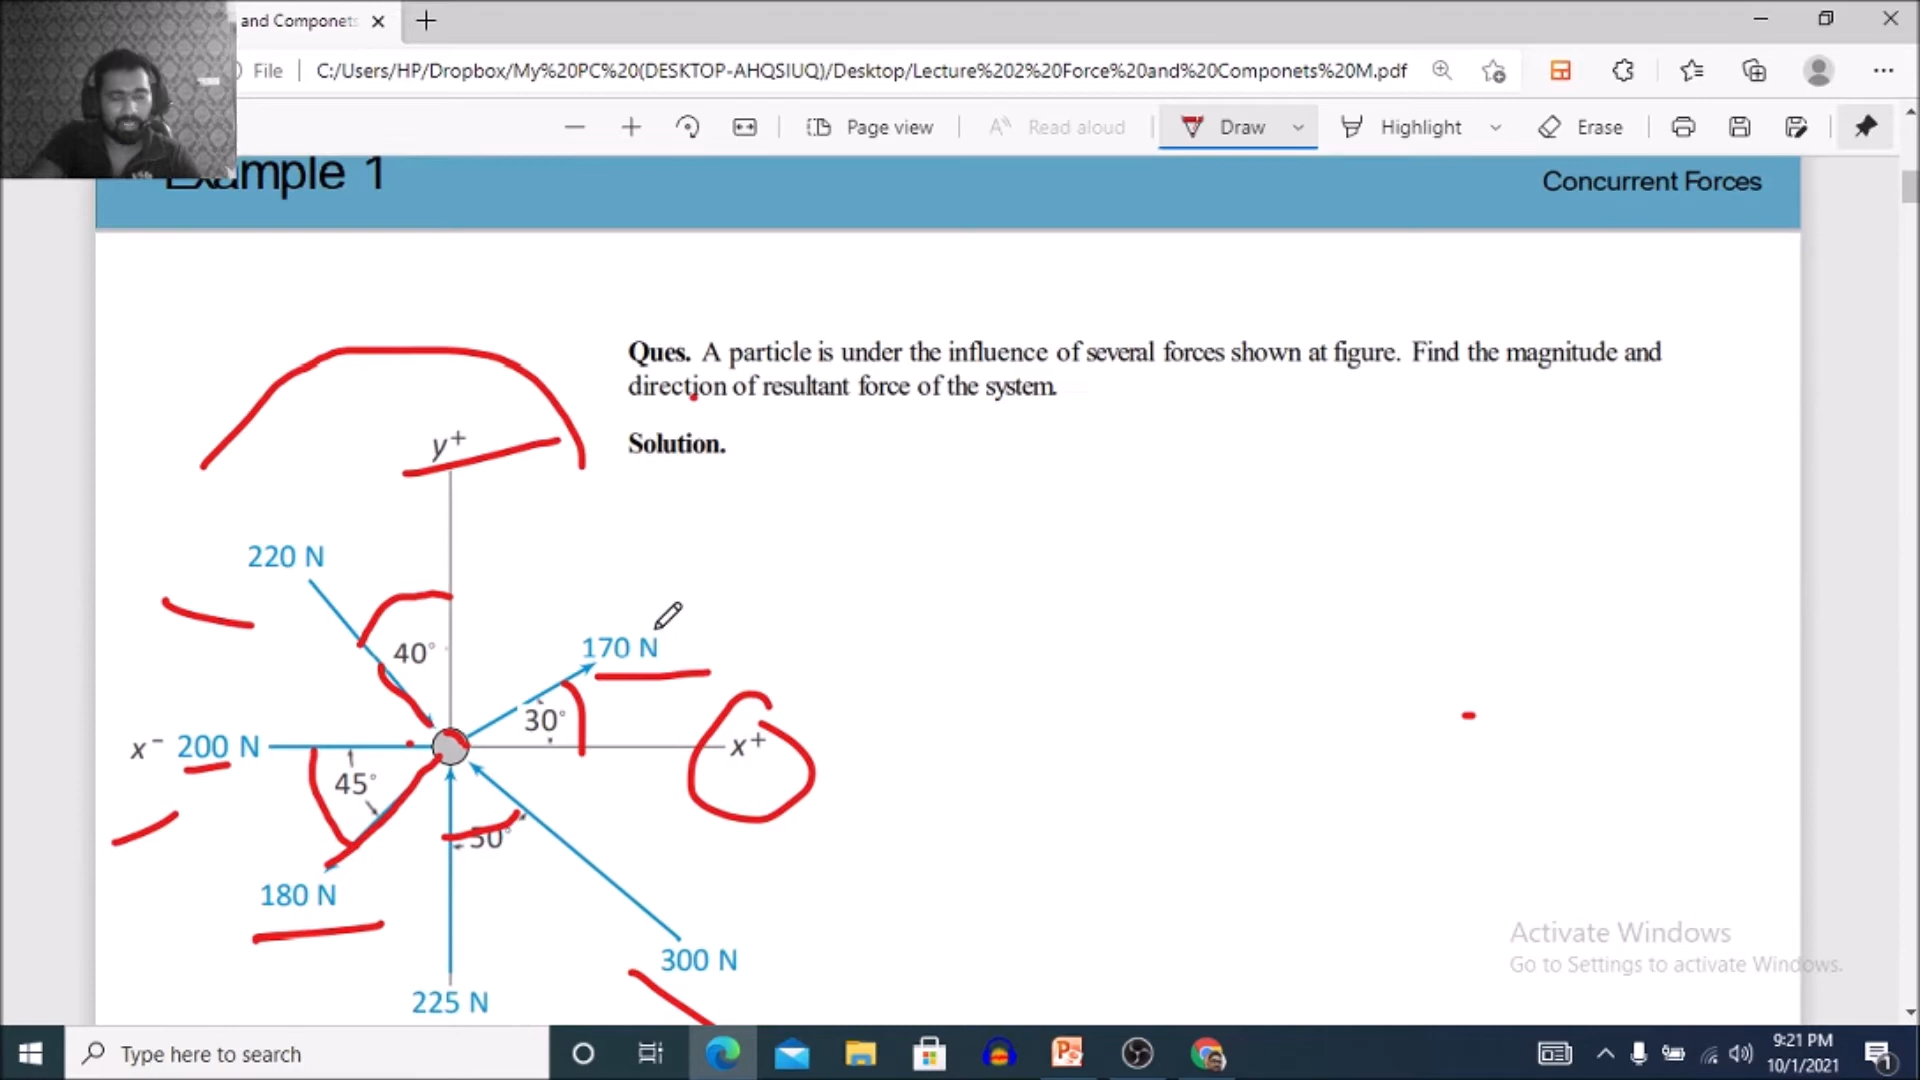 and Componets
File
C:/Users/HP/Dropbox/My%20PC%20(DESKTOP-AHQSIUQ)/Desktop/Lecture%202%20Force%20and%20Componets%20M.pdf
Page view
Read aloud
Draw
Highlight
Erase
Example 1
Concurrent Forces
Ques. A particle is under the influence of several forces shown at figure. Find the magnitude and
direction of resultant force of the system.
Solution.
y+
220 N
40°
170 N
30°
x- 200 N
x+
45°
50°
180 N
300 N
225 N
Activate Windows
Go to Settings to activate Windows.
Type here to search
9:21 PM
10/1/2021
1